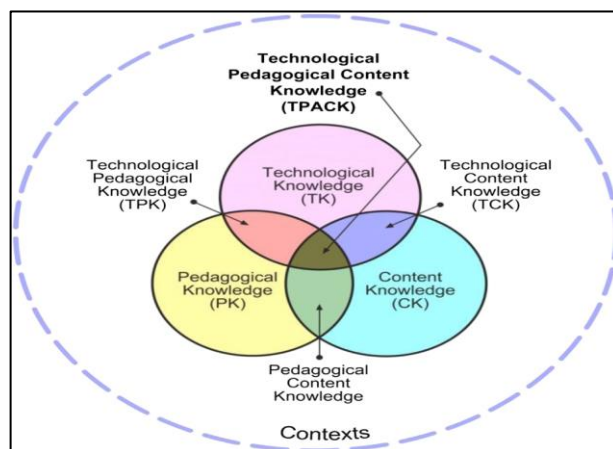 Technological
Pedagogical Content
Knowledge
(TPACK)
Technological
Pedagogical
Knowledge
(TPK)
Technological
Knowledge
(TK)
Technological
Content
Knowledge
(TCK)
Pedagogical
Knowledge
(PK)
Content
Knowledge
(CK)
Pedagogical
Content
Knowledge
Contexts